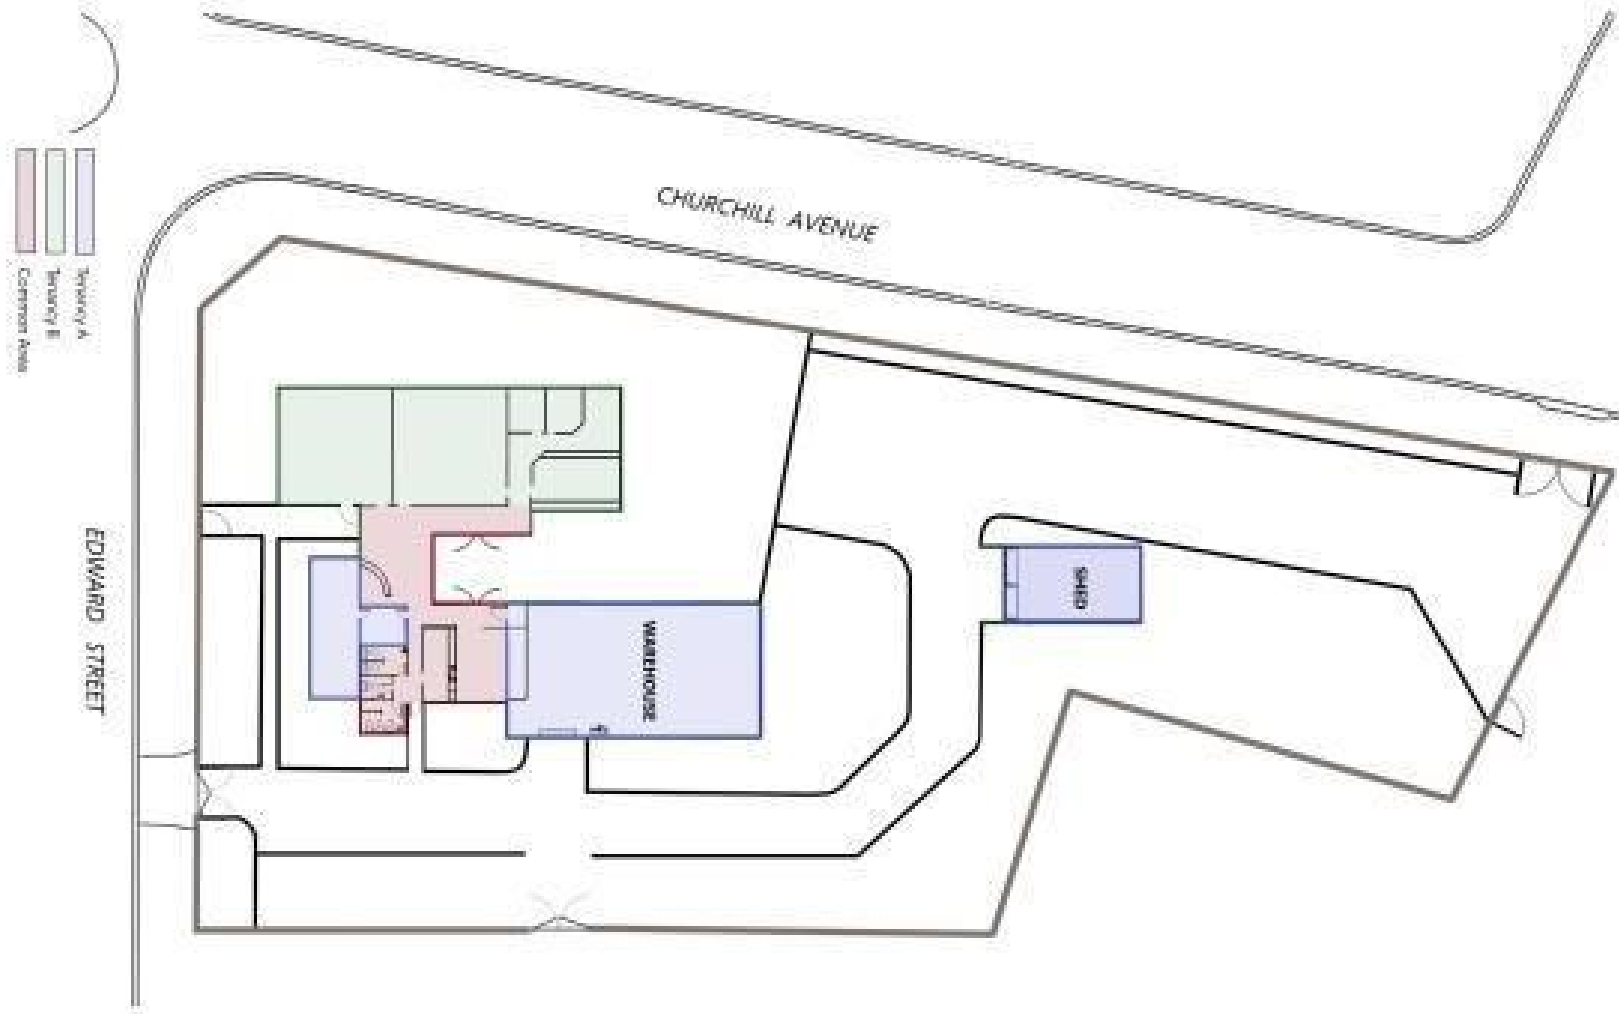 CHURCHILL AVENUE
Tenancy A
Tenancy B
Common Area
EDWARD STREET
WAREHOUSE
SHED